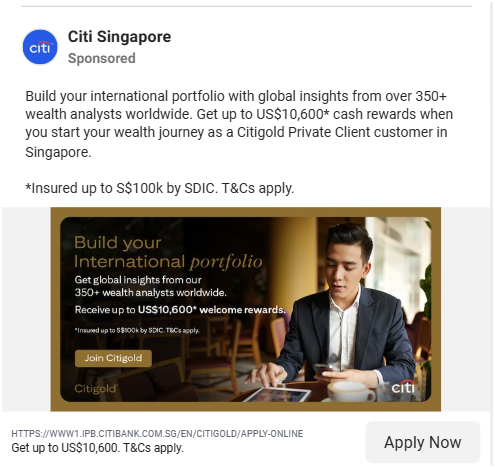 citi
Citi Singapore
Sponsored
Build your international portfolio with global insights from over 350+
wealth analysts worldwide. Get up to US$10,600* cash rewards when
you start your wealth journey as a Citigold Private Client customer in
Singapore.
*Insured up to S$100k by SDIC. T&Cs apply.
Build your
International portfolio
Get global insights from our
350+ wealth analysts worldwide.
Receive up to US$10,600* welcome rewards.
*Insured up to S$100k by SDIC. T&Cs apply.
Join Citigold
Citigold
citi
HTTPS://WWW1.IPB.CITIBANK.COM.SG/EN/CITIGOLD/APPLY-ONLINE
Get up to US$10,600. T&Cs apply.
Apply Now